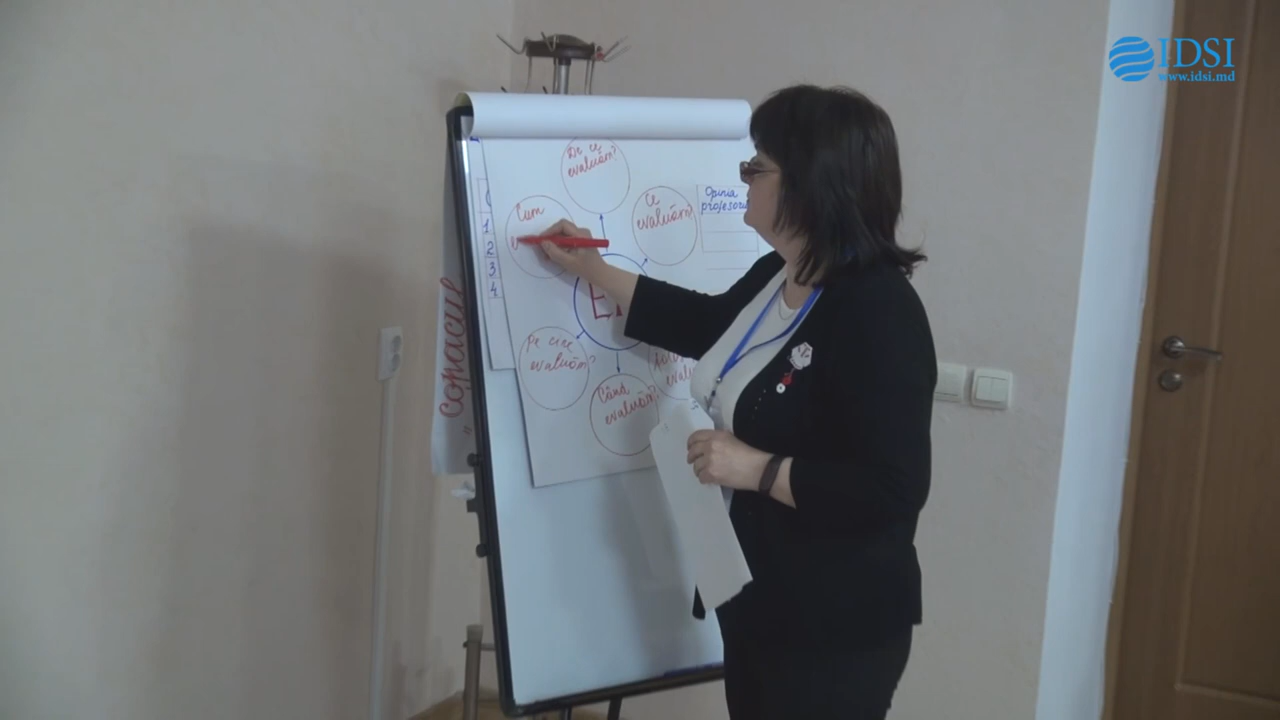 IDSI
www.idsi.md
De ce
evaluăm?
Cum
Ce
evaluăm?
Opinia
1
2
3
4
Pe cine
evaluăm?
Când
evaluăm?
"copacul